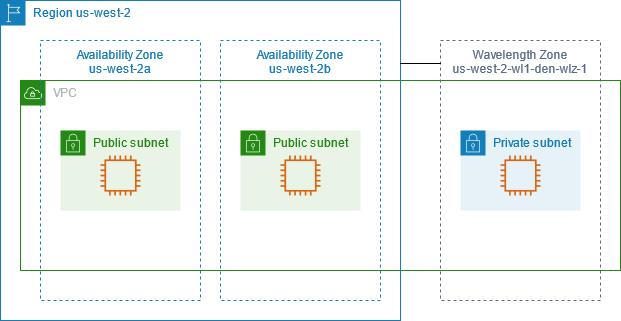 Region us-west-2
Availability Zone
us-west-2a
Availability Zone
us-west-2b
Wavelength Zone
us-west-2-wl1-den-wlz-1
VPC
Public subnet
Public subnet
Private subnet